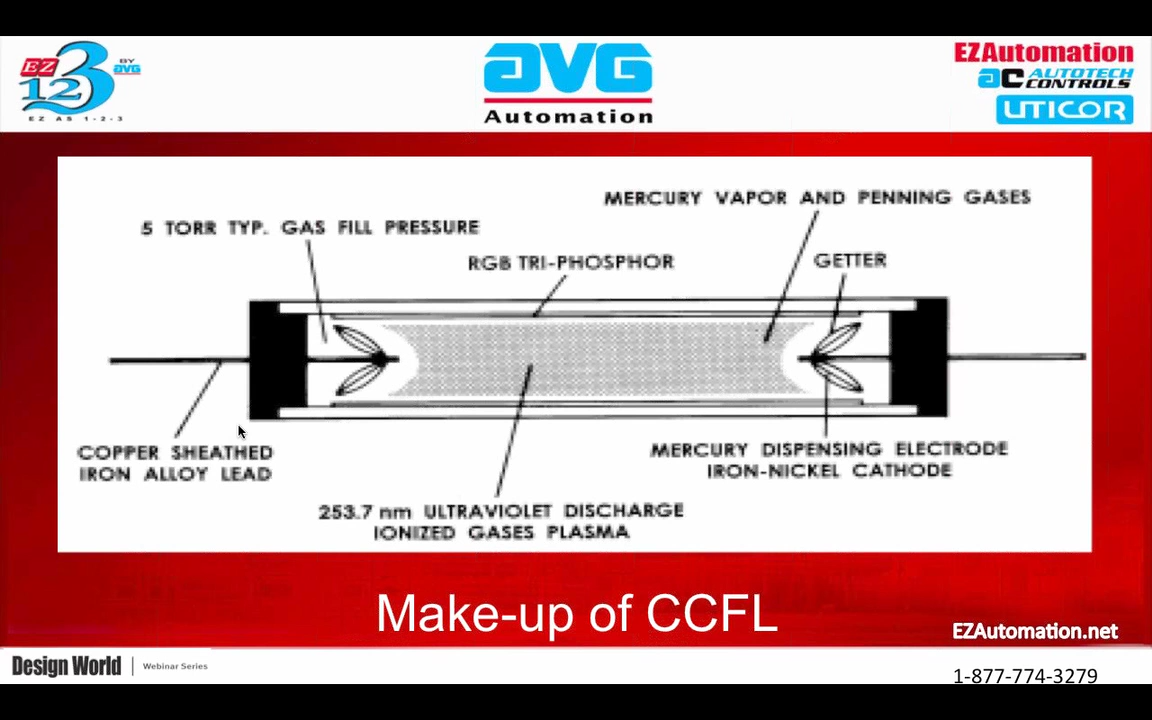 EZ
3
12
BY
AVG
EZ AS 1-2-3
AVG
Automation
EZAutomation
AC AUTOTECH
CONTROLS
UTICOR
MERCURY VAPOR AND PENNING GASES
5 TORR TYP. GAS FILL PRESSURE
RGB TRI-PHOSPHOR
GETTER
COPPER SHEATHED
IRON ALLOY LEAD
MERCURY DISPENSING ELECTRODE
IRON-NICKEL CATHODE
253.7 nm ULTRAVIOLET DISCHARGE
IONIZED GASES PLASMA
Make-up of CCFL
EZAutomation.net
Design World
Webinar Series
1-877-774-3279